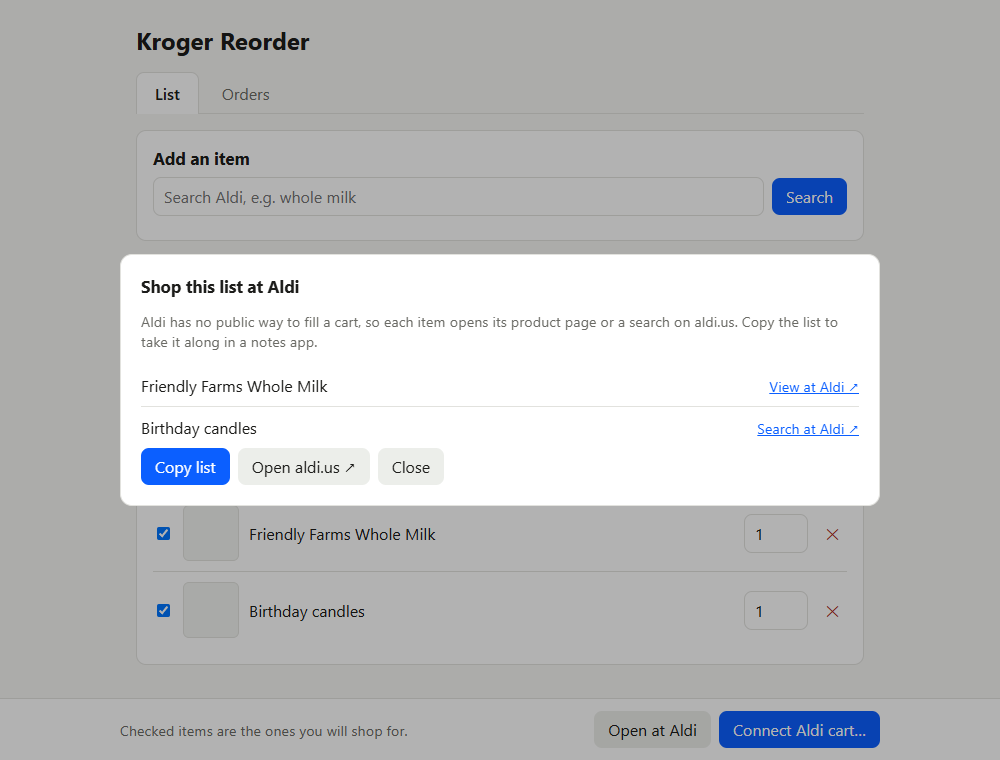 Kroger Reorder
List
Orders
Add an item
Search Aldi, e.g. whole milk
Search
Shop this list at Aldi
Aldi has no public way to fill a cart, so each item opens its product page or a search on aldi.us. Copy the list to
take it along in a notes app.
Friendly Farms Whole Milk
View at Aldi ↗
Birthday candles
Search at Aldi ↗
Copy list
Open aldi.us ↗
Close
Friendly Farms Whole Milk
1
Birthday candles
1
Checked items are the ones you will shop for.
Open at Aldi
Connect Aldi cart...